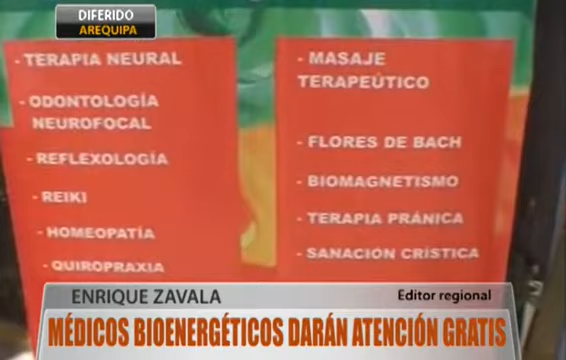 DIFERIDO
AREQUIPA
- TERAPIA NEURAL
- ODONTOLOGÍA
NEUROFOCAL
- REFLEXOLOGÍA
- REIKI
- HOMEOPATÍA
- QUIROPRAXIA
- MASAJE
TERAPEÚTICO
- FLORES DE BACH
- BIOMAGNETISMO
- TERAPIA PRÁNICA
- SANACIÓN CRÍSTICA
ENRIQUE ZAVALA
Editor regional
MÉDICOS BIOENERGÉTICOS DARÁN ATENCIÓN GRATIS